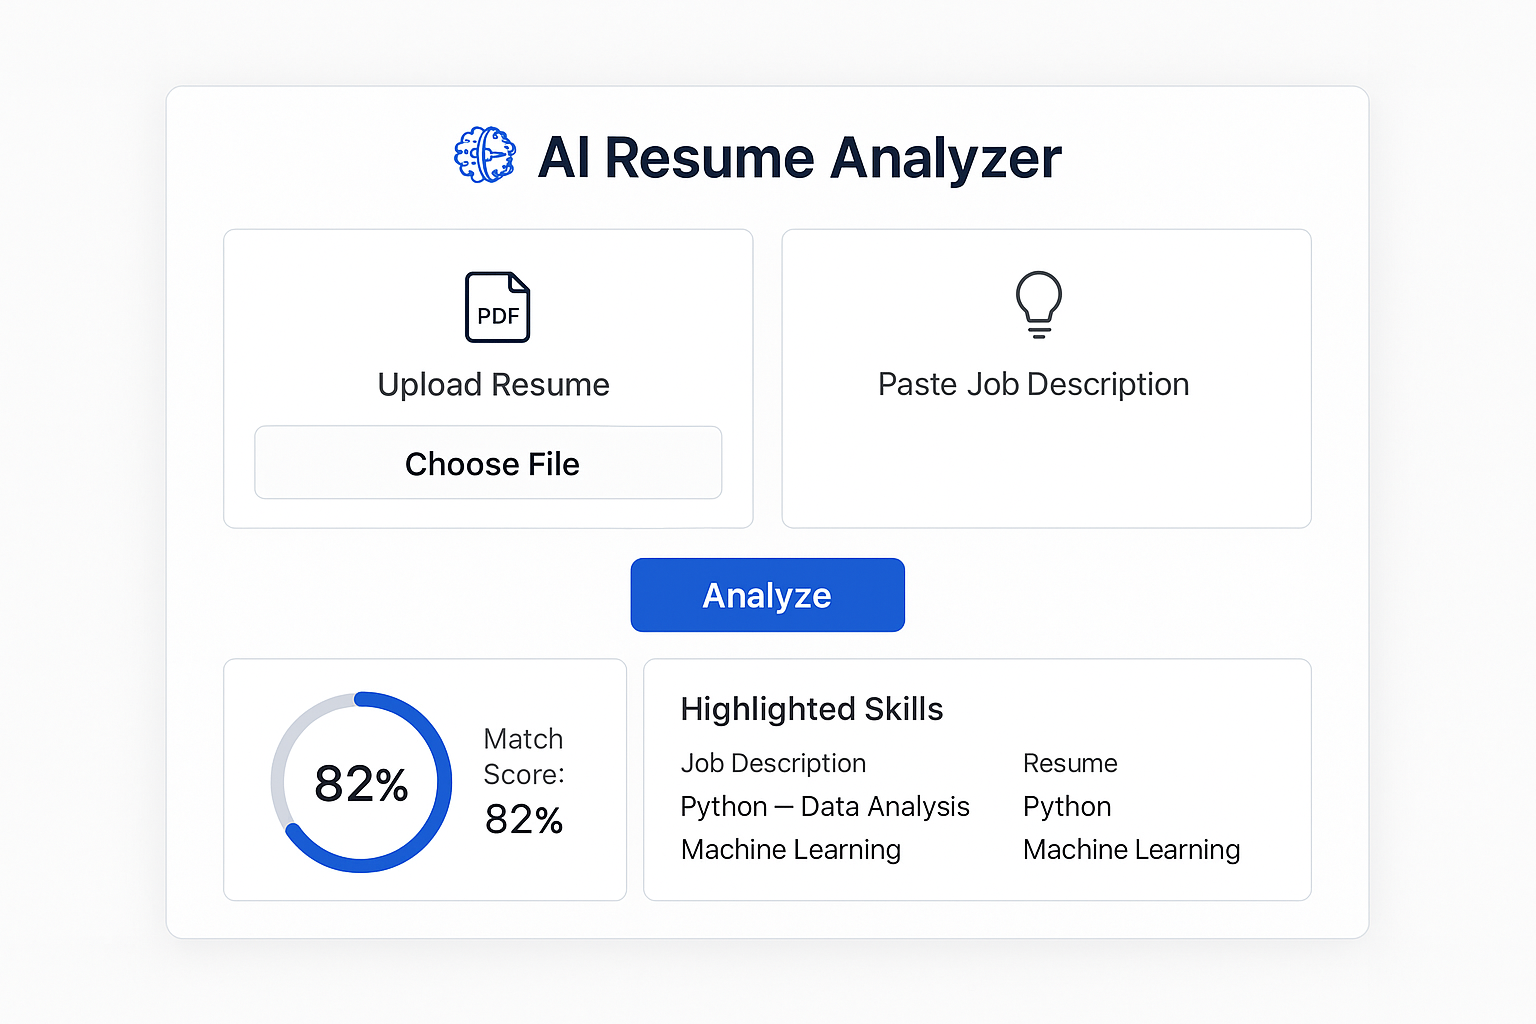 AI Resume Analyzer
PDF
Upload Resume
Choose File
Paste Job Description
Analyze
82%
Match
Score:
82%
Highlighted Skills
Job Description
Resume
Python — Data Analysis
Python
Machine Learning
Machine Learning